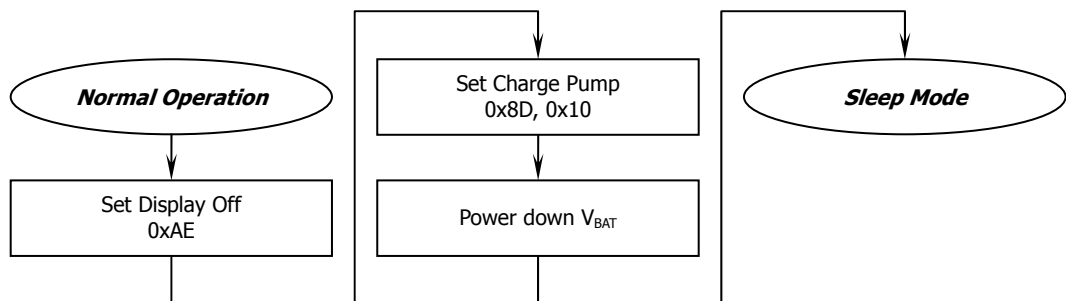 Normal Operation
Set Display Off
0xAE
Set Charge Pump
0x8D, 0x10
Power down VBAT
Sleep Mode